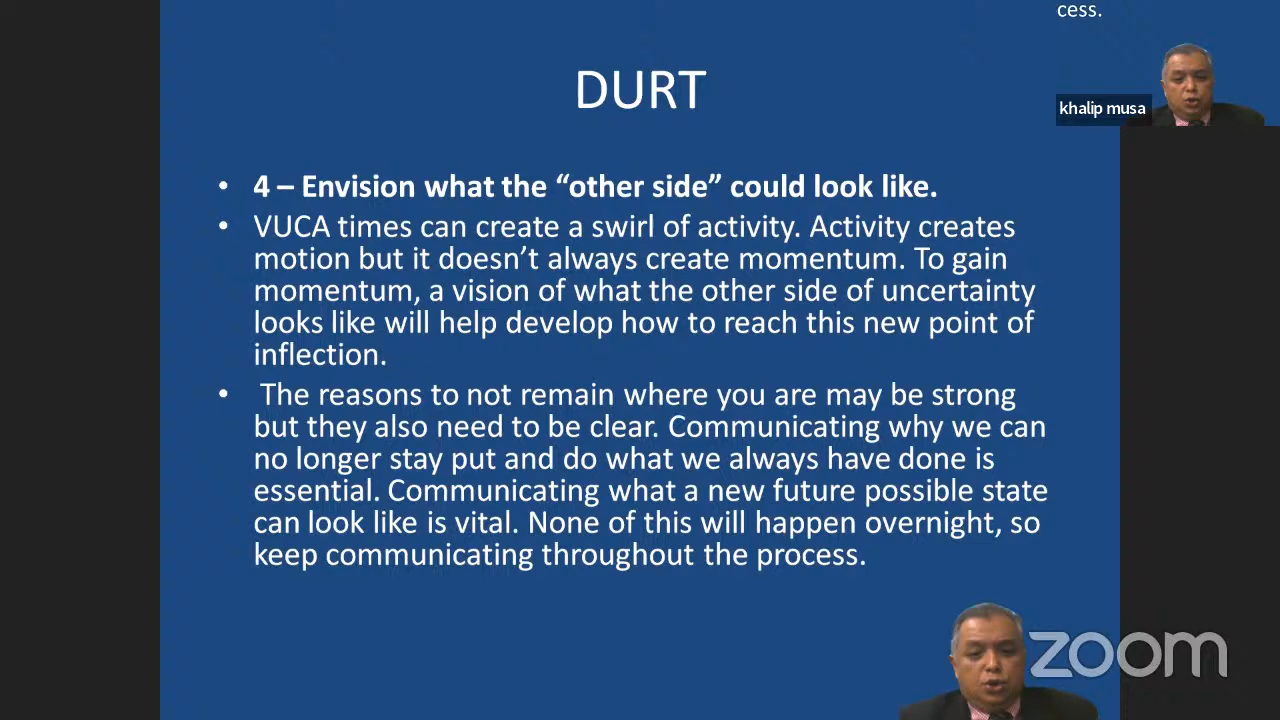 cess.
khalip musa
DURT
• 4 – Envision what the “other side” could look like.
• VUCA times can create a swirl of activity. Activity creates
motion but it doesn’t always create momentum. To gain
momentum, a vision of what the other side of uncertainty
looks like will help develop how to reach this new point of
inflection.
• The reasons to not remain where you are may be strong
but they also need to be clear. Communicating why we can
no longer stay put and do what we always have done is
essential. Communicating what a new future possible state
can look like is vital. None of this will happen overnight, so
keep communicating throughout the process.
zoom